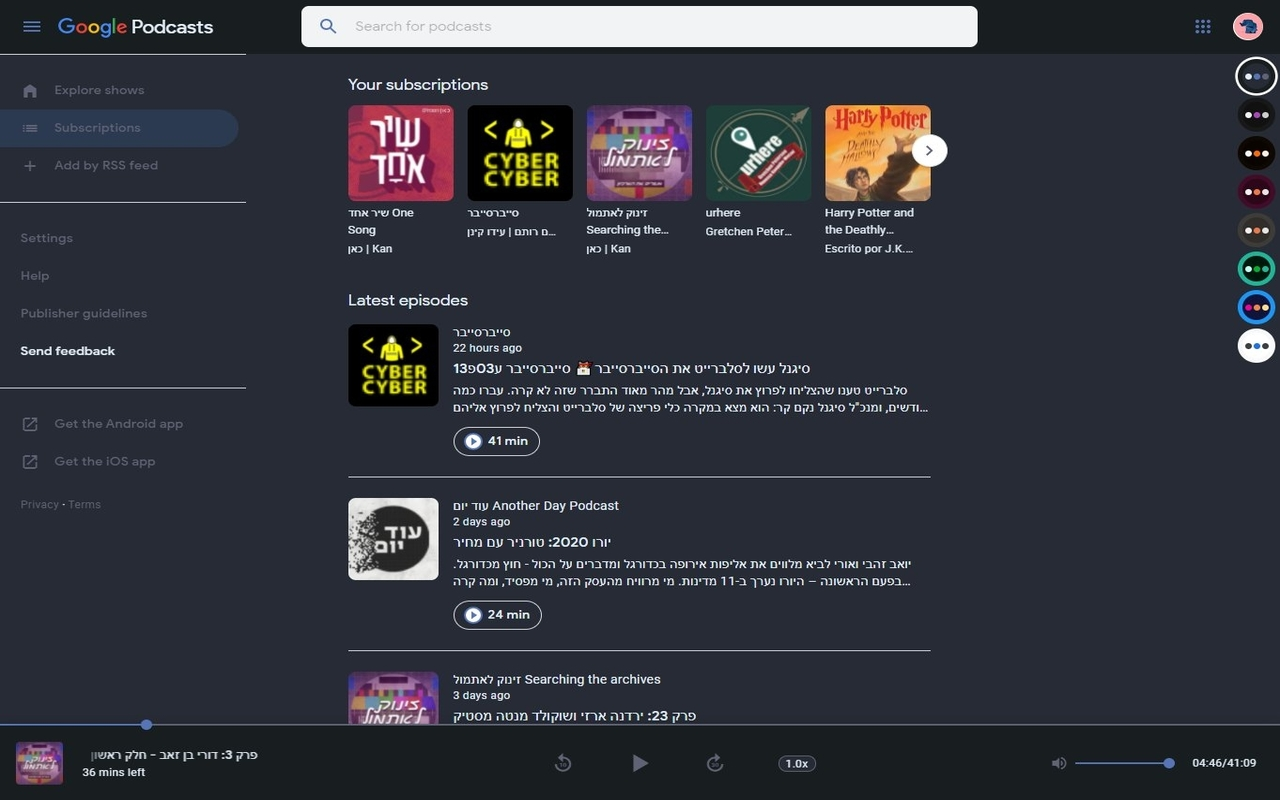 Google Podcasts
Search for podcasts
Explore shows
Subscriptions
Add by RSS feed
Settings
Help
Publisher guidelines
Send feedback
Get the Android app
Get the iOS app
Privacy · Terms
Your subscriptions
שיר
אחד
< >
CYBER
CYBER
זינוק
לאתמול
urhere
Harry Potter
שיר אחד One
Song
כאן | Kan
סייברסייבר
ם רותם | עידו קינן...
זינוק לאתמול
Searching the...
כאן | Kan
urhere
Gretchen Peter...
Harry Potter and
the Deathly...
Escrito por J.K....
Latest episodes
< >
CYBER
CYBER
סייברסייבר
22 hours ago
סיגנל עשו לסלברייט את הסייברסייבר 🦊 סייברסייבר ע03פ13
סלברייט טענו שהצליחו לפרוץ את סיגנל, אבל מהר מאוד התברר שזה לא קרה. עברו כמה
ודשים, ומנכ"ל סיגנל נקם קר: הוא מצא במקרה כלי פריצה של סלברייט והצליח לפרוץ אליהם...
41 min
עוד
יום
עוד יום Another Day Podcast
2 days ago
יורו 2020: טורניר עם מחיר
יואב זהבי ואורי לביא מלווים את אליפות אירופה בכדורגל ומדברים על הכול - חוץ מכדורגל.
בפעם הראשונה – היורו נערך ב-11 מדינות. מי מרוויח מהעסק הזה, מי מפסיד, ומה קרה...
24 min
זינוק
לאתמול
זינוק לאתמול Searching the archives
3 days ago
פרק 23: ירדנה ארזי ושוקולד מנטה מסטיק
זינוק
לאתמול
פרק 3: דורי בן זאב - חלק ראשון
36 mins left
10
30
1.0x
04:46/41:09